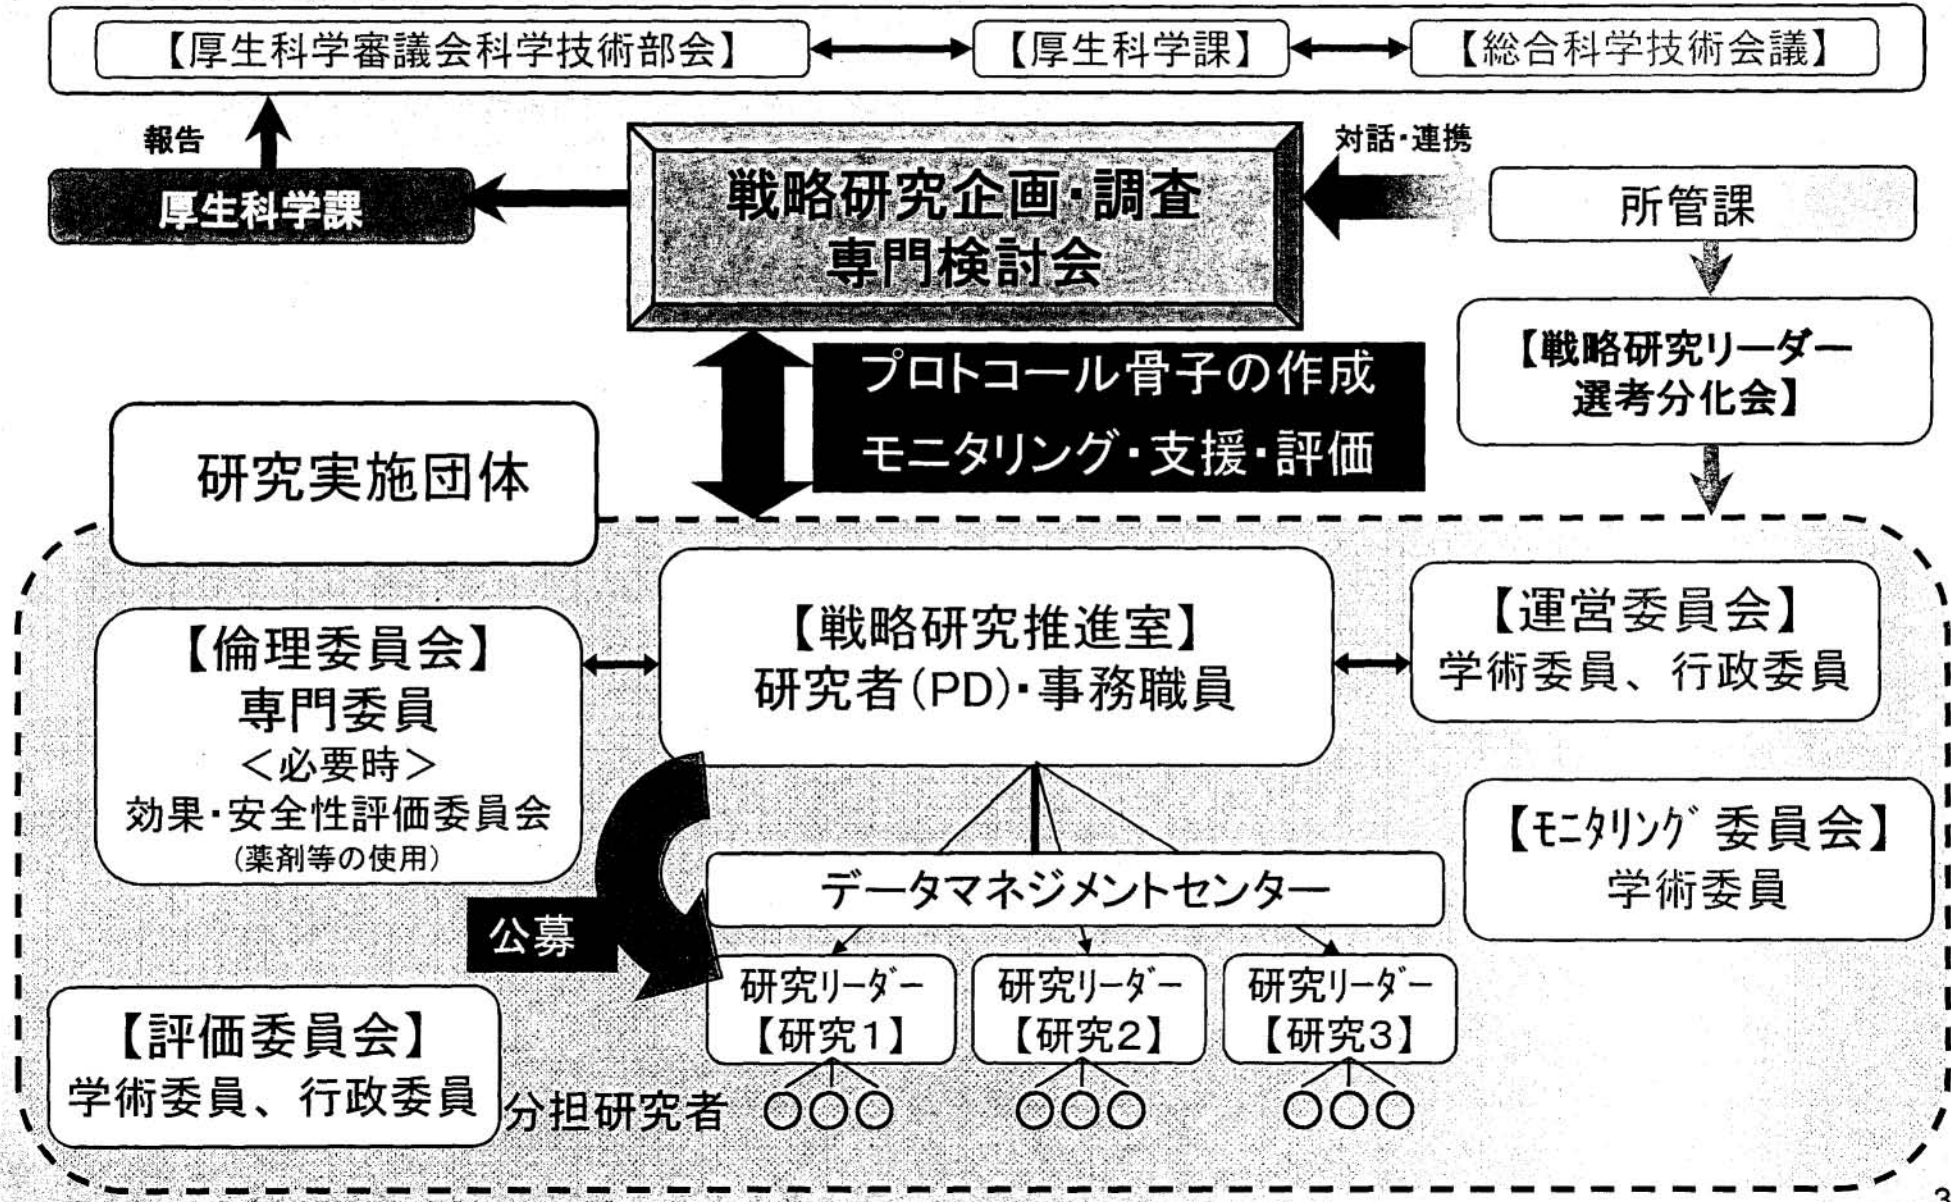 【厚生科学審議会科学技術部会】
【厚生科学課】
【総合科学技術会議】
報告
厚生科学課
戦略研究企画・調査
専門検討会
対話・連携
所管課
【戦略研究リーダー
選考分化会】
プロトコール骨子の作成
モニタリング・支援・評価
研究実施団体
【倫理委員会】
専門委員
＜必要時＞
効果・安全性評価委員会
(薬剤等の使用)
【戦略研究推進室】
研究者(PD)・事務職員
【運営委員会】
学術委員、行政委員
【ﾓﾆﾀﾘﾝｸﾞ委員会】
学術委員
データマネジメントセンター
公募
研究ﾘｰﾀﾞｰ
【研究1】
研究ﾘｰﾀﾞｰ
【研究2】
研究ﾘｰﾀﾞｰ
【研究3】
【評価委員会】
学術委員、行政委員
分担研究者
○○○
○○○
○○○
3